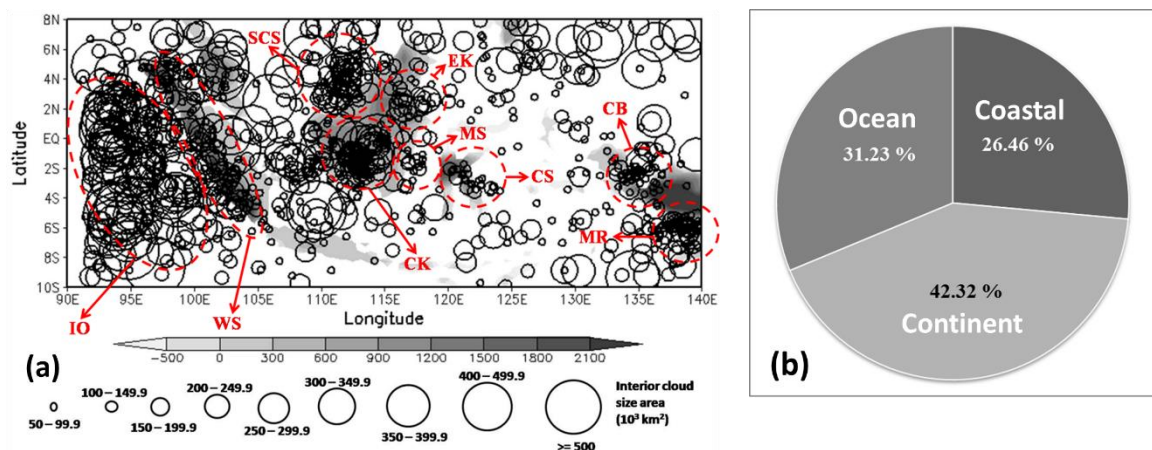 8N
6N
4N
2N
EQ
2S
4S
6S
8S
10S
Latitude
90E 95E 100E 105E 110E 115E 120E 125E 130E 135E 140E
Longitude
SCS
EK
MS
CB
CS
MR
CK
IO
WS
(a)
-500 0 300 600 900 1200 1500 1800 2100
50–99.9
100–149.9
150–199.9
200–249.9
250–299.9
300–349.9
350–399.9
400–499.9
>= 500
Interior cloud
size area
(10³ km²)
Ocean
31.23 %
Coastal
26.46 %
42.32 %
Continent
(b)